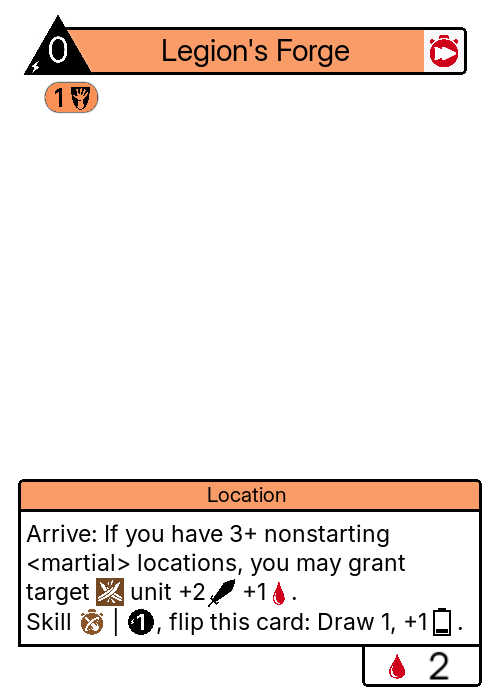 0 Legion's Forge
1
Location
Arrive: If you have 3+ nonstarting
<martial> locations, you may grant
target unit +2 +1 .
Skill | 1, flip this card: Draw 1, +1 .
2